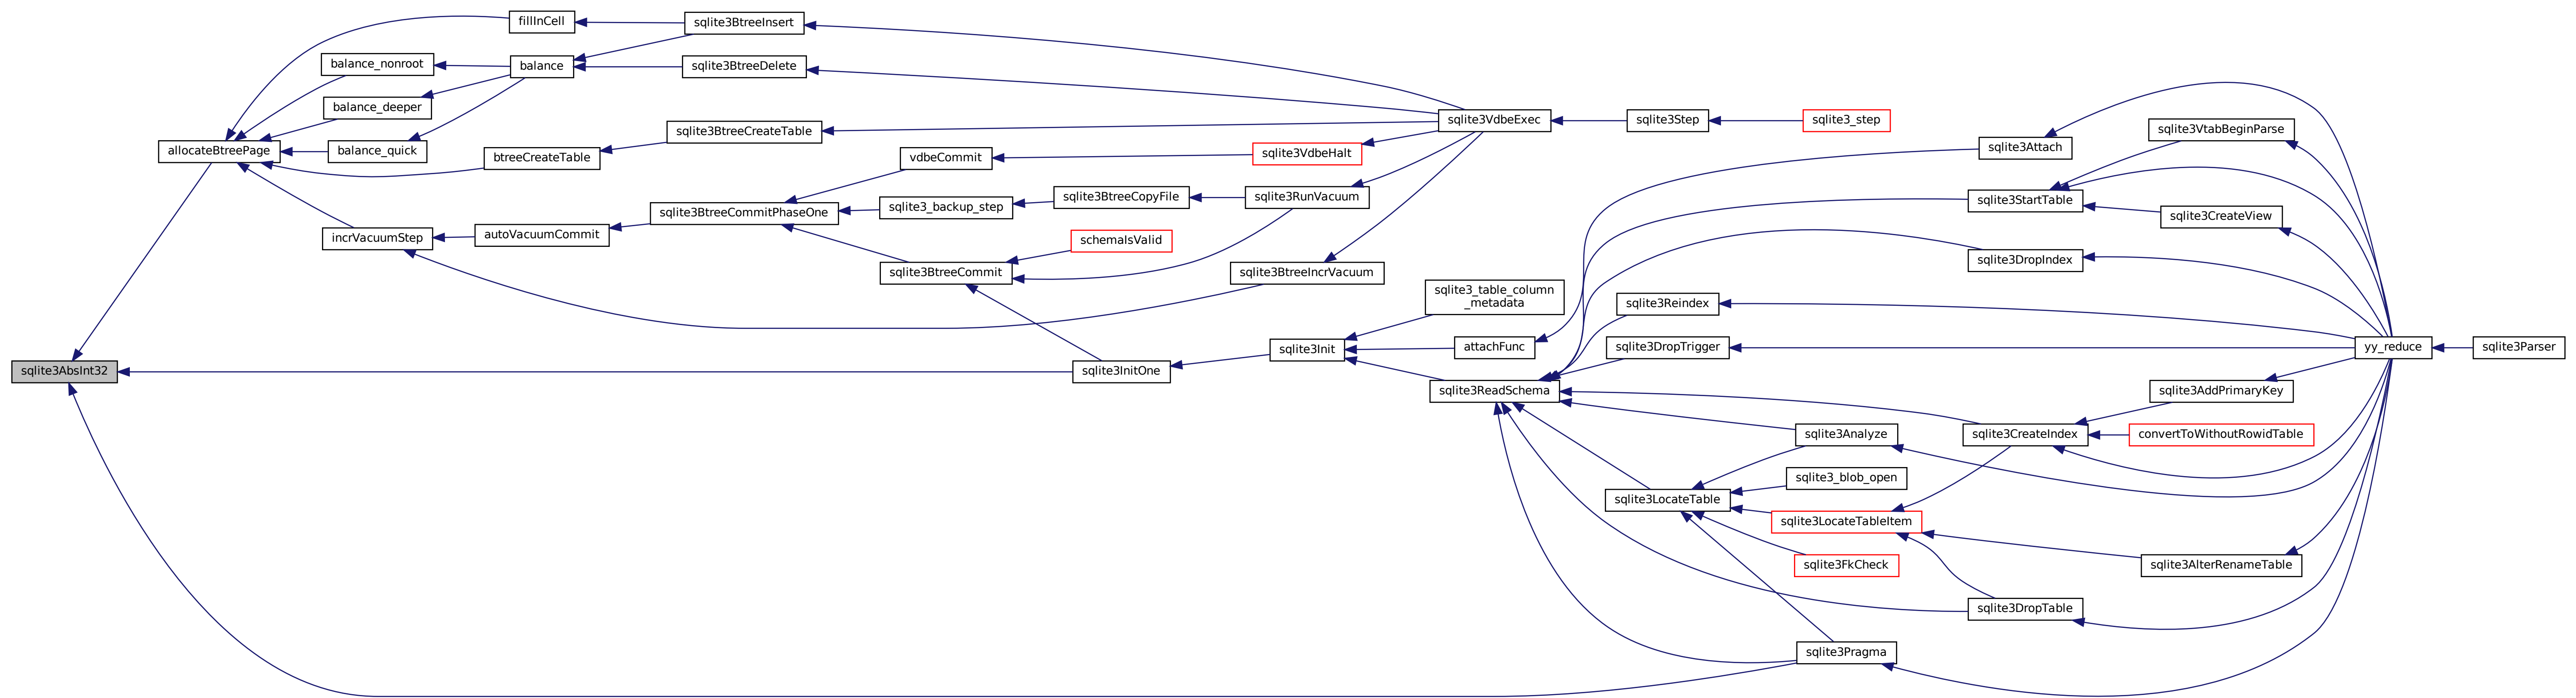 sqlite3AbsInt32
allocateBtreePage
fillInCell
balance_nonroot
balance_deeper
balance_quick
incrVacuumStep
balance
btreeCreateTable
autoVacuumCommit
sqlite3BtreeInsert
sqlite3BtreeDelete
sqlite3BtreeCreateTable
sqlite3BtreeCommitPhaseOne
vdbeCommit
sqlite3_backup_step
sqlite3BtreeCommit
sqlite3BtreeCopyFile
schemaIsValid
sqlite3InitOne
sqlite3VdbeHalt
sqlite3RunVacuum
sqlite3BtreeIncrVacuum
sqlite3Init
sqlite3VdbeExec
sqlite3_table_column
_metadata
attachFunc
sqlite3ReadSchema
sqlite3Step
sqlite3Reindex
sqlite3DropTrigger
sqlite3LocateTable
sqlite3_step
sqlite3Analyze
sqlite3_blob_open
sqlite3LocateTableItem
sqlite3FkCheck
sqlite3Pragma
sqlite3Attach
sqlite3StartTable
sqlite3DropIndex
sqlite3CreateIndex
sqlite3DropTable
sqlite3VtabBeginParse
sqlite3CreateView
sqlite3AddPrimaryKey
convertToWithoutRowidTable
sqlite3AlterRenameTable
yy_reduce
sqlite3Parser